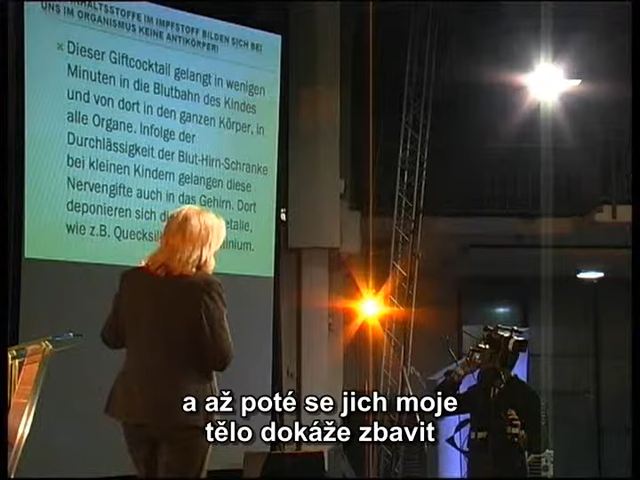 INHALTSSTOFFE IM IMPFSTOFF BILDEN SICH BEI
UNS IM ORGANISMUS KEINE ANTIKÖRPER!
× Dieser Giftcocktail gelangt in wenigen
Minuten in die Blutbahn des Kindes
und von dort in den ganzen Körper, in
alle Organe. Infolge der
Durchlässigkeit der Blut-Hirn-Schranke
bei kleinen Kindern gelangen diese
Nervengifte auch in das Gehirn. Dort
deponieren sich die
wie z.B.
a až poté se jich moje
tělo dokáže zbavit